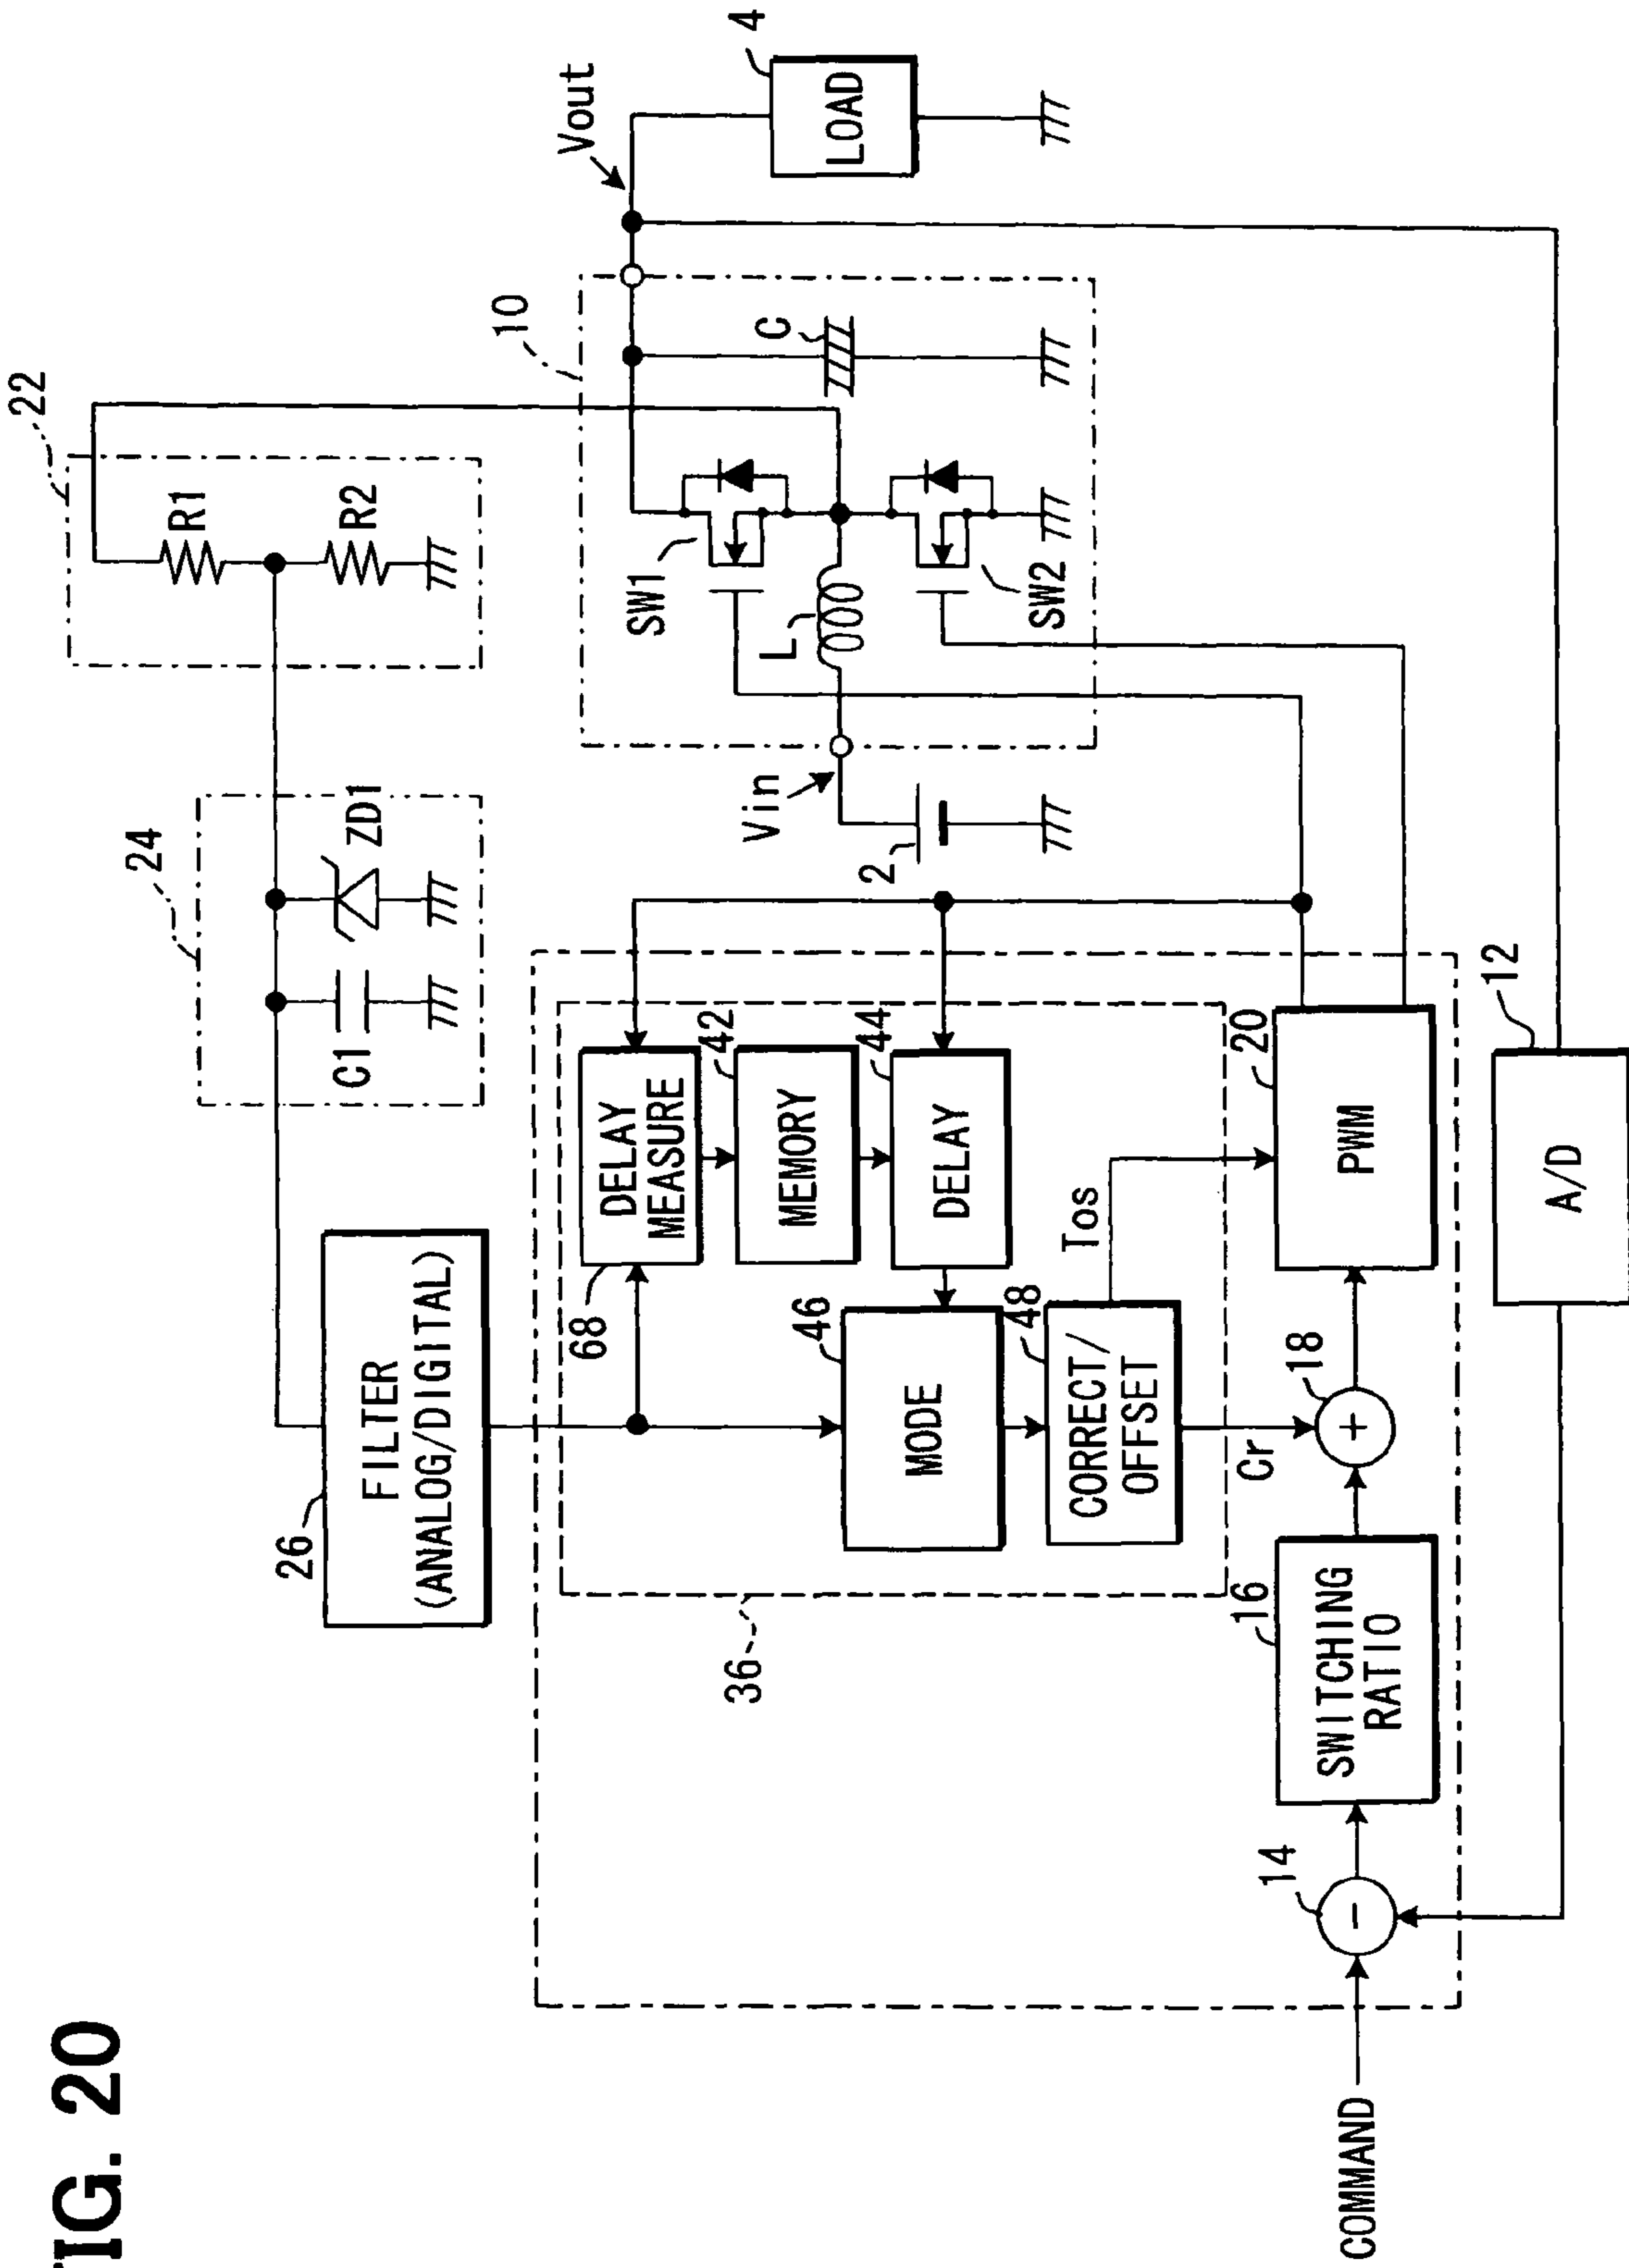 FIG. 20
22
R1
R2
24
ZD1
C1
26
FILTER
(ANALOG/DIGITAL)
10
Vout
4
LOAD
C
SW1
L
SW2
Vin
2
68
DELAY
MEASURE
42
MEMORY
44
DELAY
46
MODE
48
CORRECT/
OFFSET
Tos
Cr
36
COMMAND
14
-
16
SWITCHING
RATIO
18
+
20
PWM
12
A/D